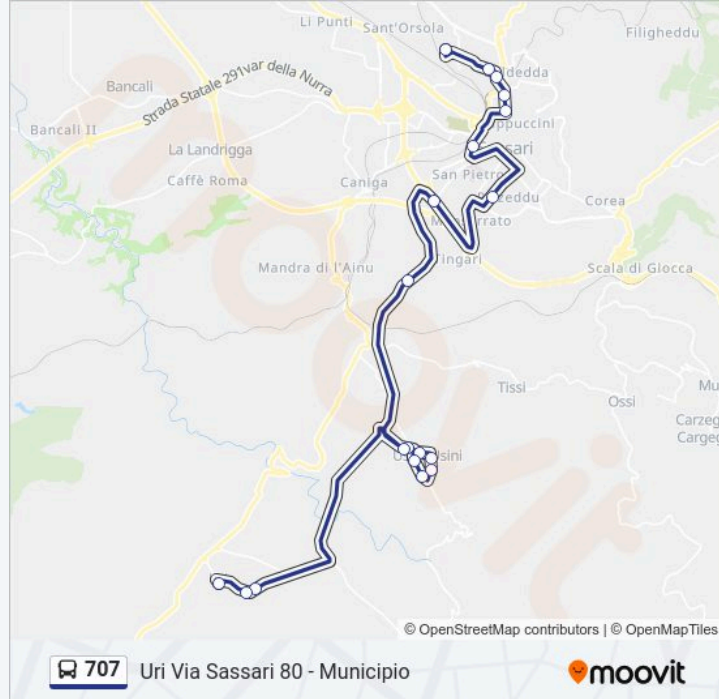 Li Punti
Sant'Orsola
Filigheddu
Bancali
Strada Statale 291var della Nurra
Bancali II
La Landrigga
Caffè Roma
Caniga
San Pietro
Corea
Mandra di l'Ainu
Tingari
Scala di Giocca
Tissi
Ossi
© OpenStreetMap contributors | © OpenMapTiles
707 Uri Via Sassari 80 - Municipio
moovit